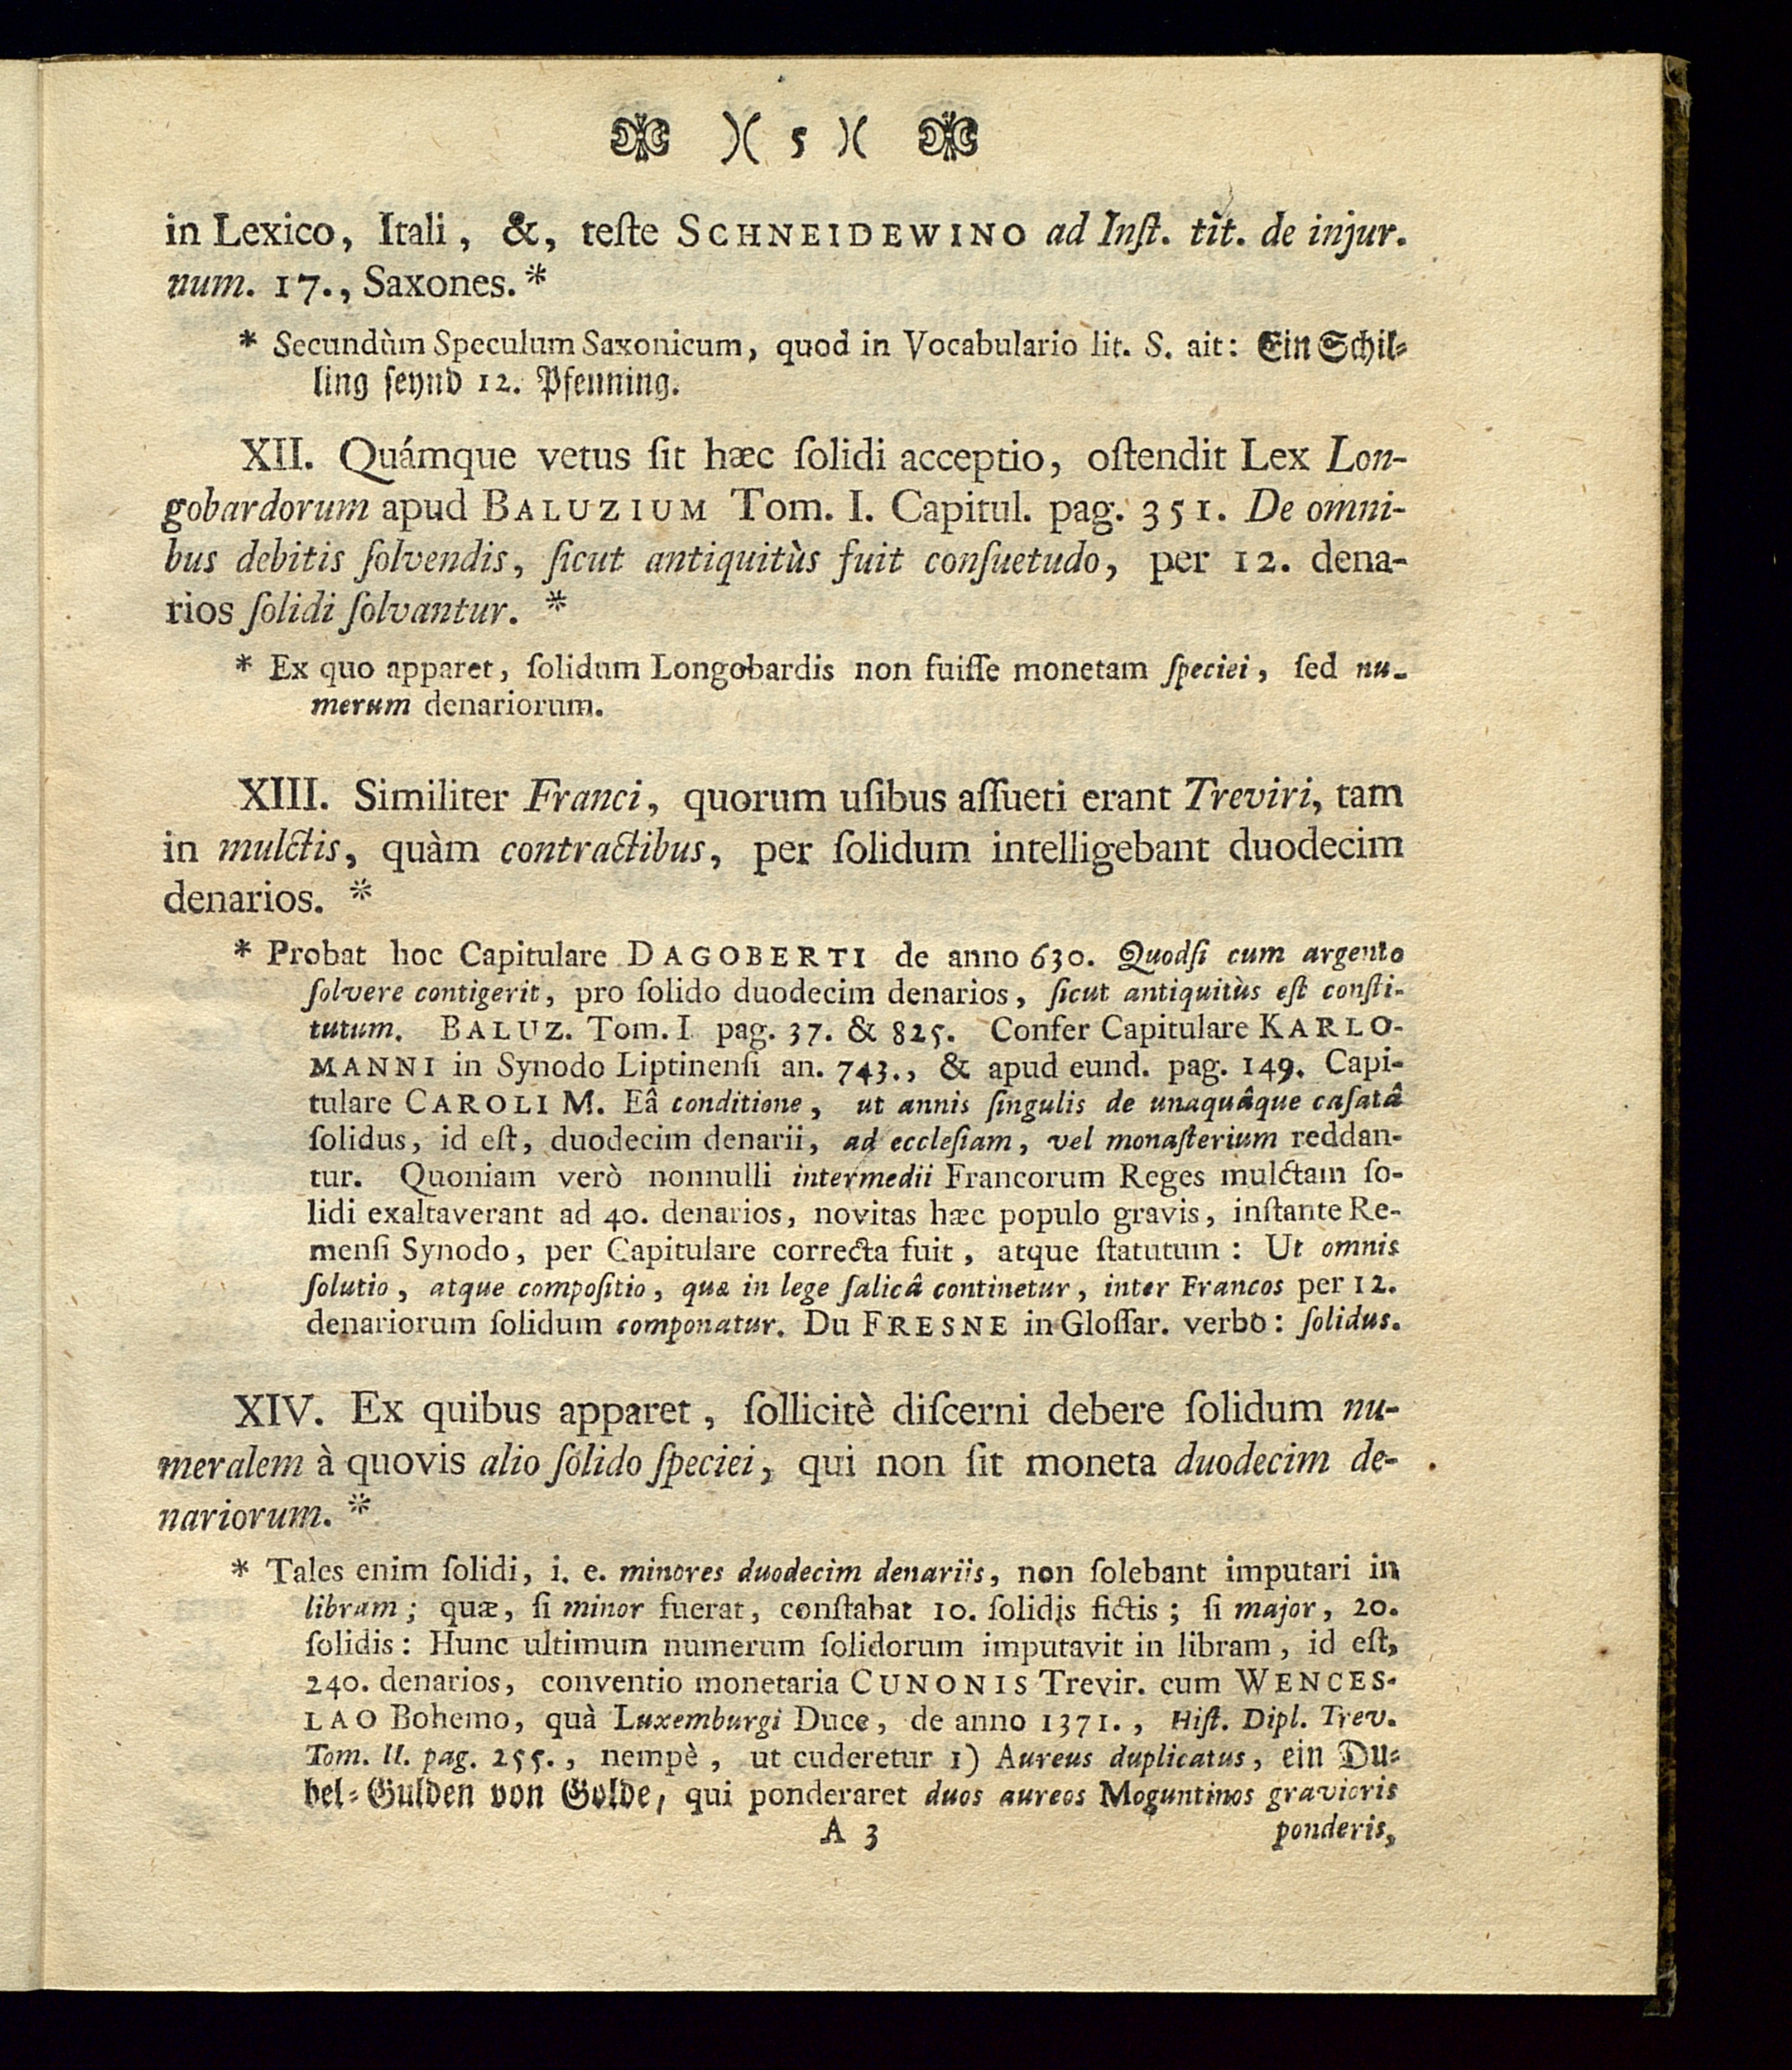 )( 5 )(
in Lexico, Itali, &, teſte SCHNEIDEWINO ad Inſt. tit. de injur.
num. 17., Saxones.*
* Secundùm Speculum Saxonicum, quod in Vocabulario lit. S. ait: Ein Schil-
ling ſeynd 12. Pfenning.
XII. Quámque vetus ſit hæc ſolidi acceptio, oſtendit Lex Lon-
gobardorum apud BALUZIUM Tom. I. Capitul. pag. 351. De omni-
bus debitis ſolvendis, ſicut antiquitùs fuit conſuetudo, per 12. dena-
rios ſolidi ſolvantur. *
* Ex quo apparet, ſolidum Longobardis non fuiſſe monetam ſpeciei, ſed nu-
merum denariorum.
XIII. Similiter Franci, quorum uſibus aſſueti erant Treviri, tam
in mulctis, quàm contractibus, per ſolidum intelligebant duodecim
denarios. *
* Probat hoc Capitulare DAGOBERTI de anno 630. Quodſi cum argento
ſolvere contigerit, pro ſolido duodecim denarios, ſicut antiquitùs eſt conſti-
tutum. BALUZ. Tom. I pag. 37. & 825. Confer Capitulare KARLO-
MANNI in Synodo Liptinenſi an. 743., & apud eund. pag. 149. Capi-
tulare CAROLI M. Eâ conditione, ut annis ſingulis de unaquâque caſatâ
ſolidus, id eſt, duodecim denarii, ad eccleſiam, vel monaſterium reddan-
tur. Quoniam verò nonnulli intermedii Francorum Reges mulctam ſo-
lidi exaltaverant ad 40. denarios, novitas hæc populo gravis, inſtante Re-
menſi Synodo, per Capitulare correcta fuit, atque ſtatutum: Ut omnis
ſolutio, atque compoſitio, quæ in lege ſalicâ continetur, inter Francos per 12.
denariorum ſolidum componatur. Du FRESNE in Gloſſar. verbo: ſolidus.
XIV. Ex quibus apparet, ſollicitè diſcerni debere ſolidum nu-
meralem à quovis alio ſolido ſpeciei, qui non ſit moneta duodecim de-
nariorum. *
* Tales enim ſolidi, i. e. minores duodecim denariis, non ſolebant imputari in
libram; quæ, ſi minor fuerat, conſtabat 10. ſolidis fictis; ſi major, 20.
ſolidis: Hunc ultimum numerum ſolidorum imputavit in libram, id eſt,
240. denarios, conventio monetaria CUNONIS Trevir. cum WENCES-
LAO Bohemo, quà Luxemburgi Duce, de anno 1371., Hiſt. Dipl. Trev.
Tom. II. pag. 255., nempè, ut cuderetur 1) Aureus duplicatus, ein Du-
bel-Gulden von Golde, qui ponderaret duos aureos Moguntinos gravioris
A 3 ponderis,